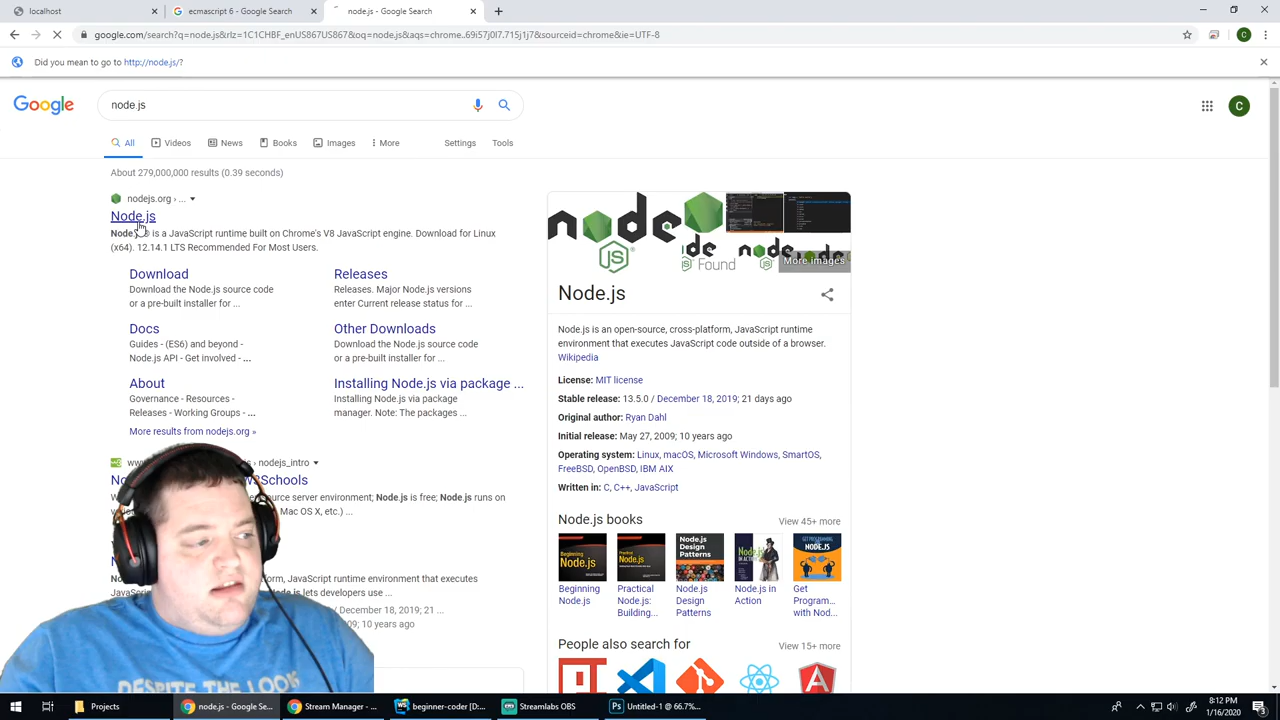 localhost
ecmascript 6 - Google Search
node.js - Google Search
google.com/search?q=node.js&rlz=1C1CHBF_enUS867US867&oq=node.js&aqs=chrome..69i57j0l7.715j1j7&sourceid=chrome&ie=UTF-8
C
Did you mean to go to http://node.js/?
Google
node.js
C
All
Videos
News
Books
Images
More
Settings
Tools
About 279,000,000 results (0.39 seconds)
nodejs.org › ...
Node.js
Node.js is a JavaScript runtime built on Chrome's V8 JavaScript engine. Download for Linux
(x64). 12.14.1 LTS Recommended For Most Users.
Download
Download the Node.js source code
or a pre-built installer for ...
Releases
Releases. Major Node.js versions
enter Current release status for ...
Docs
Guides - (ES6) and beyond -
Node.js API - Get involved - ...
Other Downloads
Download the Node.js source code
or a pre-built installer for ...
About
Governance - Resources -
Releases - Working Groups - ...
Installing Node.js via package ...
Installing Node.js via package
manager. Note: The packages ...
More results from nodejs.org »
› nodejs_intro
Schools
source server environment; Node.js is free; Node.js runs on
Mac OS X, etc.) ...
JavaScript runtime environment that executes
lets developers use ...
December 18, 2019; 21 ...
10 years ago
node
JS
de
Found
node
More images
Node.js
Node.js is an open-source, cross-platform, JavaScript runtime
environment that executes JavaScript code outside of a browser.
Wikipedia
License: MIT license
Stable release: 13.5.0 / December 18, 2019; 21 days ago
Original author: Ryan Dahl
Initial release: May 27, 2009; 10 years ago
Operating system: Linux, macOS, Microsoft Windows, SmartOS,
FreeBSD, OpenBSD, IBM AIX
Written in: C, C++, JavaScript
Node.js books
View 45+ more
Beginning
Node.js
Practical
Node.js:
Building...
Node.js
Design
Patterns
Node.js in
Action
Get
Program...
with Nod...
People also search for
View 15+ more
Projects
node.js - Google Se...
Stream Manager - ...
beginner-coder [D:...
Streamlabs OBS
Untitled-1 @ 66.7%...
8:12 PM
1/16/2020